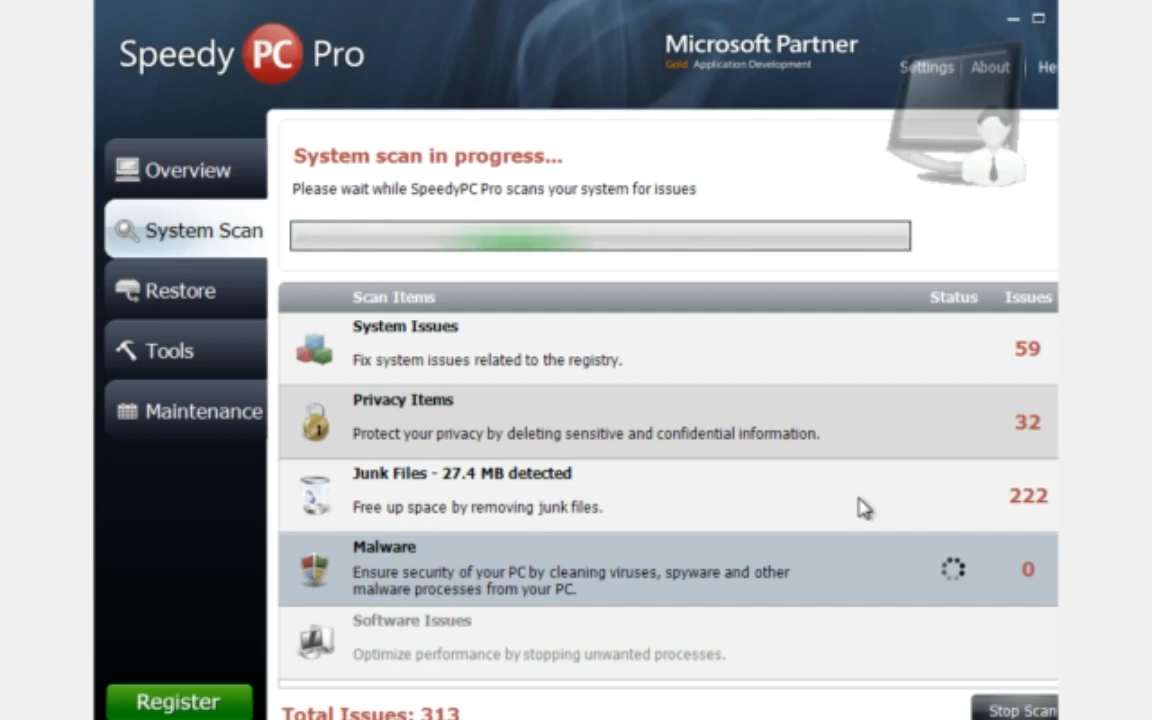 Speedy PC Pro
Microsoft Partner
Gold Application Development
Settings About
Overview
System Scan
Restore
Tools
Maintenance
Register
System scan in progress...
Please wait while SpeedyPC Pro scans your system for issues
Scan Items Status Issues
System Issues
Fix system issues related to the registry.
59
Privacy Items
Protect your privacy by deleting sensitive and confidential information.
32
Junk Files - 27.4 MB detected
Free up space by removing junk files.
222
Malware
Ensure security of your PC by cleaning viruses, spyware and other
malware processes from your PC.
0
Software Issues
Optimize performance by stopping unwanted processes.
Total Issues: 313
Stop Scan